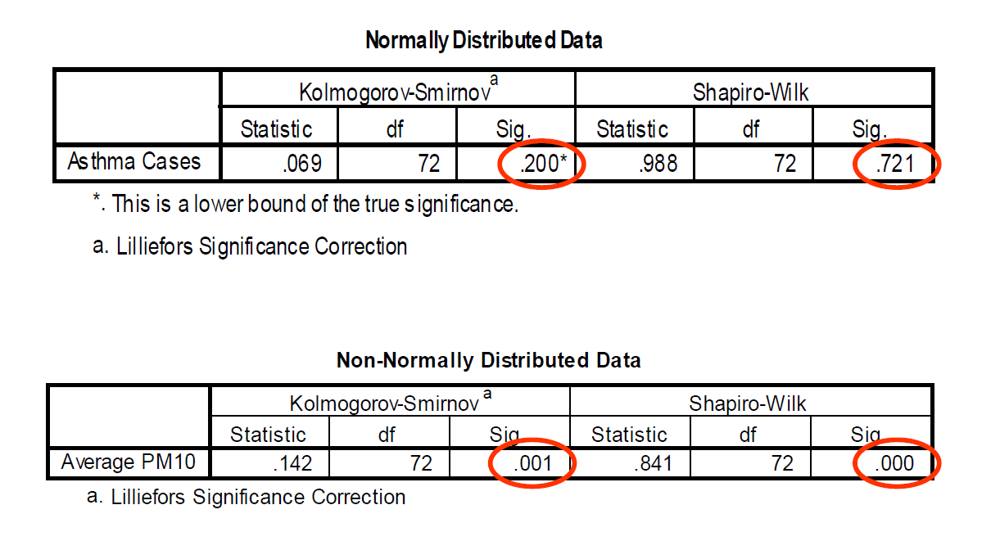 Normally Distributed Data
Kolmogorov-Smirnov a Shapiro-Wilk
Statistic df Sig. Statistic df Sig.
Asthma Cases .069 72 .200* .988 72 .721
*. This is a lower bound of the true significance.
a. Lilliefors Significance Correction
Non-Normally Distributed Data
Kolmogorov-Smirnov a Shapiro-Wilk
Statistic df Sig. Statistic df Sig.
Average PM10 .142 72 .001 .841 72 .000
a. Lilliefors Significance Correction